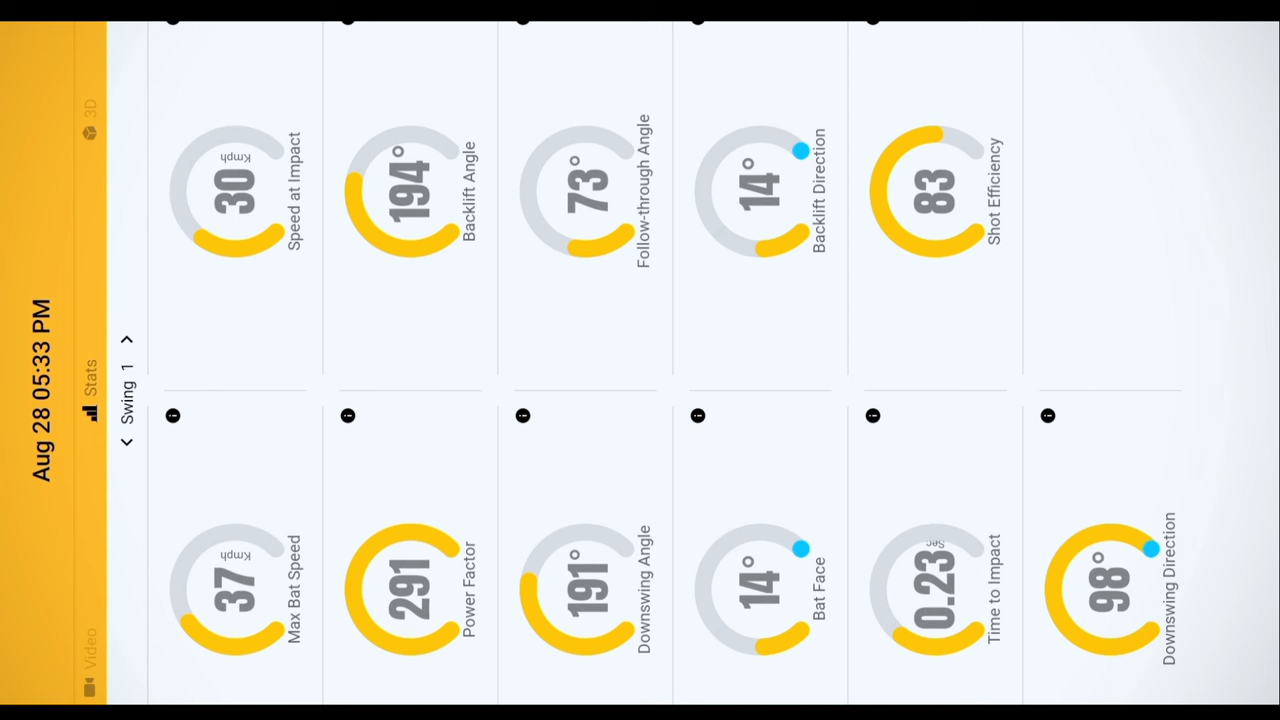 Aug 28 05:33 PM
Video
Stats
3D
Swing 1
37 Kmph
Max Bat Speed
30 Kmph
Speed at Impact
291
Power Factor
194°
Backlift Angle
191°
Downswing Angle
73°
Follow-through Angle
14°
Bat Face
14°
Backlift Direction
0.23 Sec
Time to Impact
83
Shot Efficiency
98°
Downswing Direction